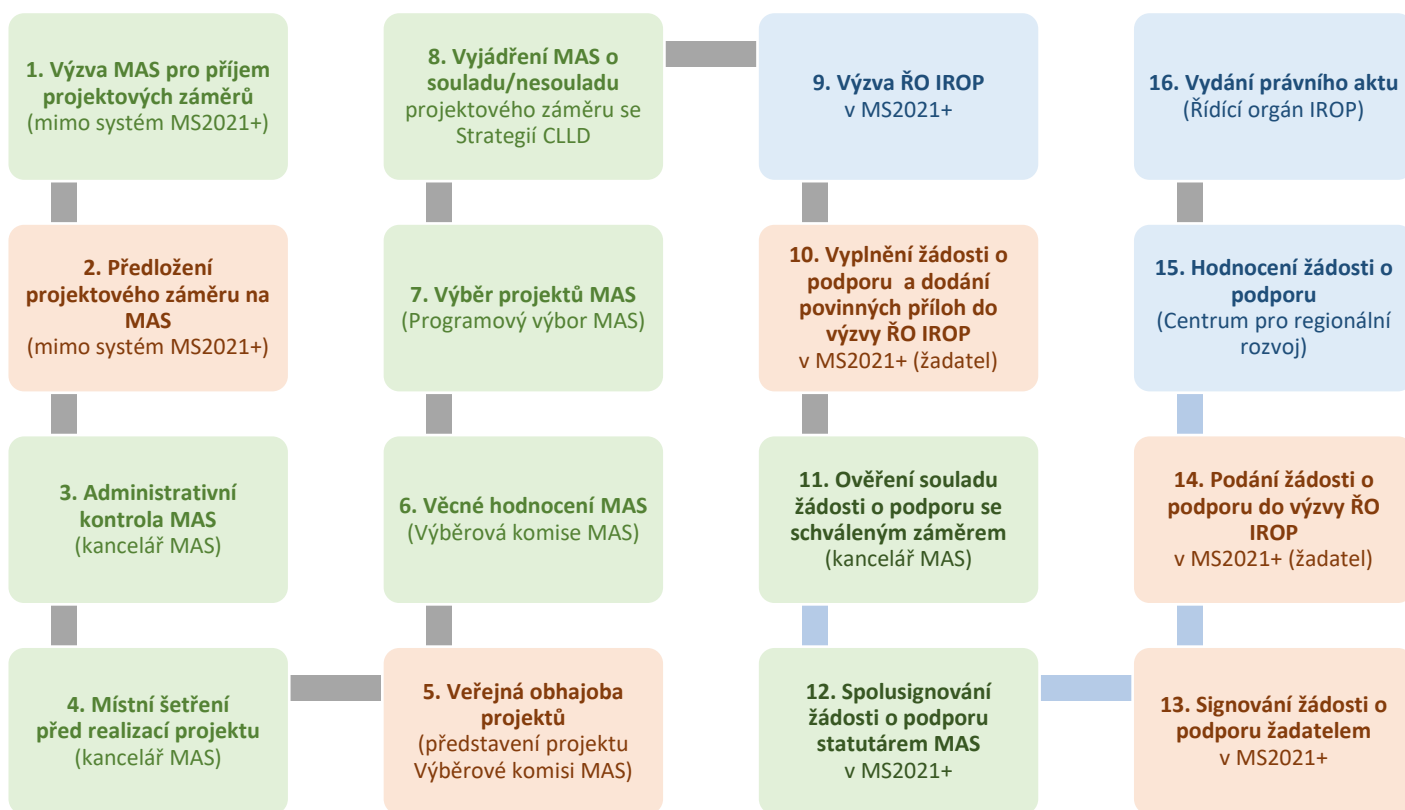 1. Výzva MAS pro příjem
projektových záměrů
(mimo systém MS2021+)
2. Předložení
projektového záměru na
MAS
(mimo systém MS2021+)
3. Administrativní
kontrola MAS
(kancelář MAS)
4. Místní šetření
před realizací projektu
(kancelář MAS)
5. Veřejná obhajoba
projektů
(představení projektu
Výběrové komisi MAS)
6. Věcné hodnocení MAS
(Výběrová komise MAS)
7. Výběr projektů MAS
(Programový výbor MAS)
8. Vyjádření MAS o
souladu/nesouladu
projektového záměru se
Strategií CLLD
9. Výzva ŘO IROP
v MS2021+
10. Vyplnění žádosti o
podporu a dodání
povinných příloh do
výzvy ŘO IROP
v MS2021+ (žadatel)
11. Ověření souladu
žádosti o podporu se
schváleným záměrem
(kancelář MAS)
12. Spolusignování
žádosti o podporu
statutárem MAS
v MS2021+
13. Signování žádosti o
podporu žadatelem
v MS2021+
14. Podání žádosti o
podporu do výzvy ŘO
IROP
v MS2021+ (žadatel)
15. Hodnocení žádosti o
podporu
(Centrum pro regionální
rozvoj)
16. Vydání právního aktu
(Řídící orgán IROP)